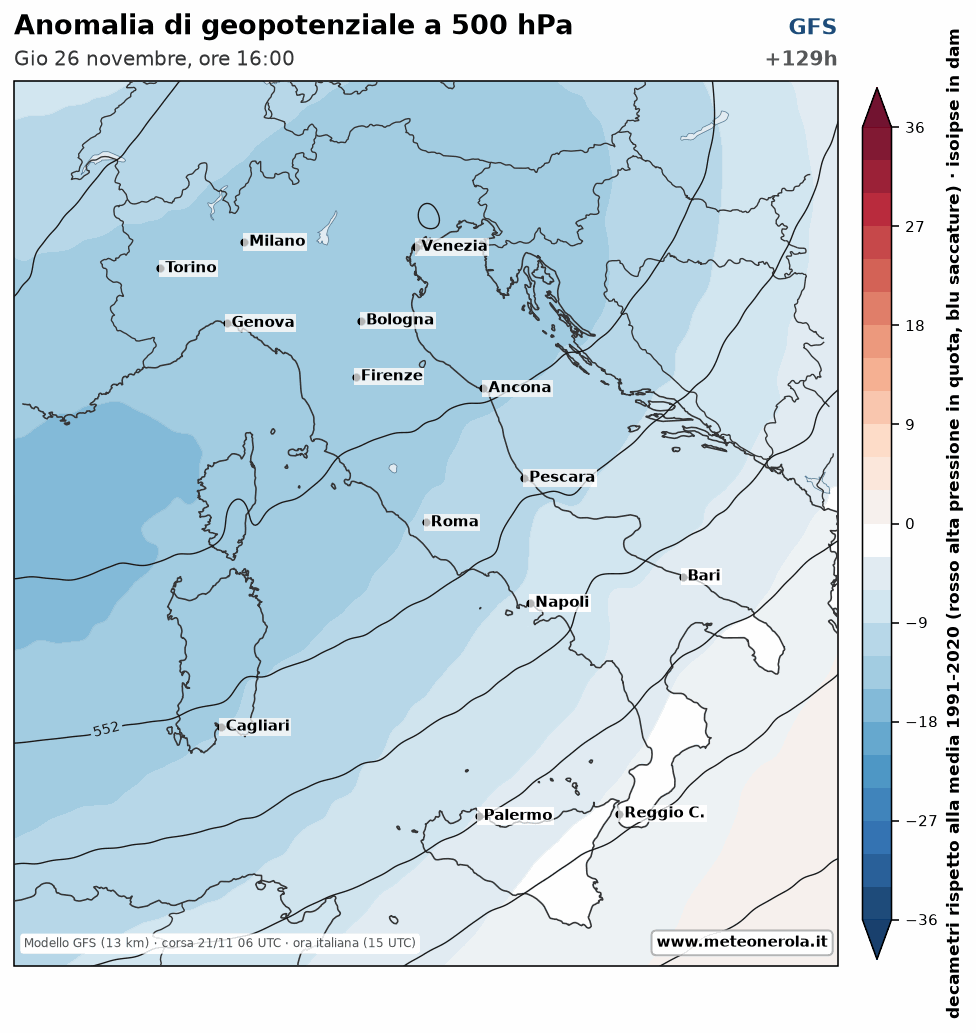 Anomalia di geopotenziale a 500 hPa
GFS
Gio 26 novembre, ore 16:00
+129h
Milano
Venezia
Torino
Genova
Bologna
Firenze
Ancona
Pescara
Roma
Bari
Napoli
552
Cagliari
Palermo
Reggio C.
Modello GFS (13 km) · corsa 21/11 06 UTC · ora italiana (15 UTC)
www.meteonerola.it
36
27
18
9
0
−9
−18
−27
−36
decametri rispetto alla media 1991-2020 (rosso alta pressione in quota, blu saccature) · isoipse in dam